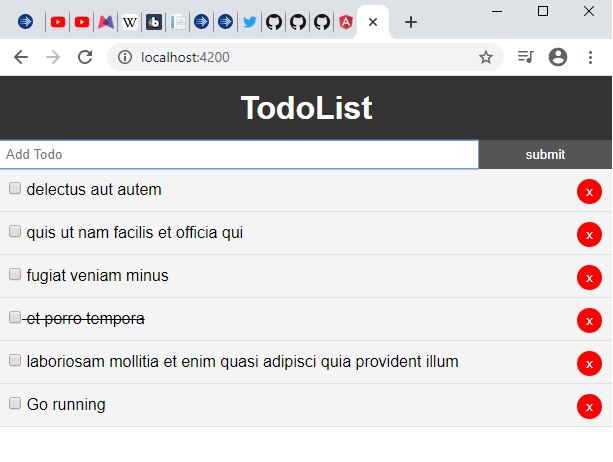 W
localhost:4200
TodoList
Add Todo
submit
delectus aut autem
x
quis ut nam facilis et officia qui
x
fugiat veniam minus
x
et porro tempora
x
laboriosam mollitia et enim quasi adipisci quia provident illum
x
Go running
x